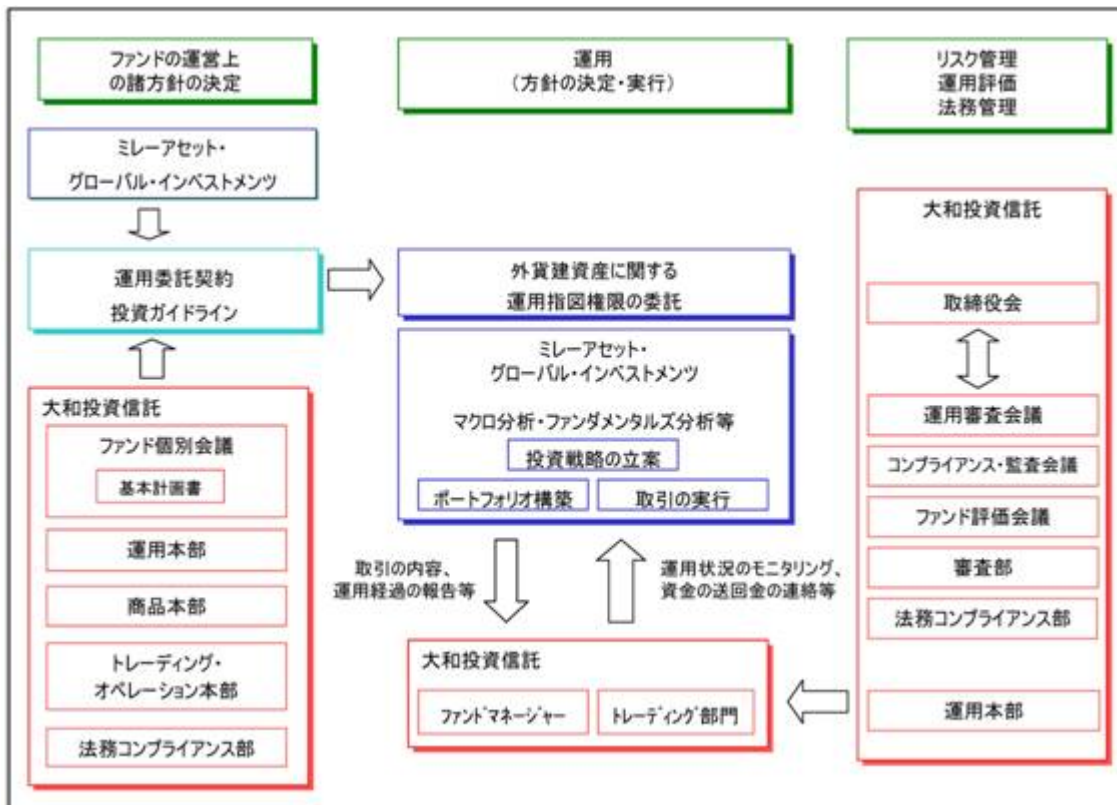 ファンドの運営上
の諸方針の決定
ミレーアセット・
グローバル・インベストメンツ
運用委託契約
投資ガイドライン
大和投資信託
ファンド個別会議
基本計画書
運用本部
商品本部
トレーディング・
オペレーション本部
法務コンプライアンス部
運用
(方針の決定・実行)
外貨建資産に関する
運用指図権限の委託
ミレーアセット・
グローバル・インベストメンツ
マクロ分析・ファンダメンタルズ分析等
投資戦略の立案
ポートフォリオ構築
取引の実行
取引の内容、
運用経過の報告等
運用状況のモニタリング、
資金の送回金の連絡等
大和投資信託
ファンドマネージャー
トレーディング部門
リスク管理
運用評価
法務管理
大和投資信託
取締役会
運用審査会議
コンプライアンス・監査会議
ファンド評価会議
審査部
法務コンプライアンス部
運用本部